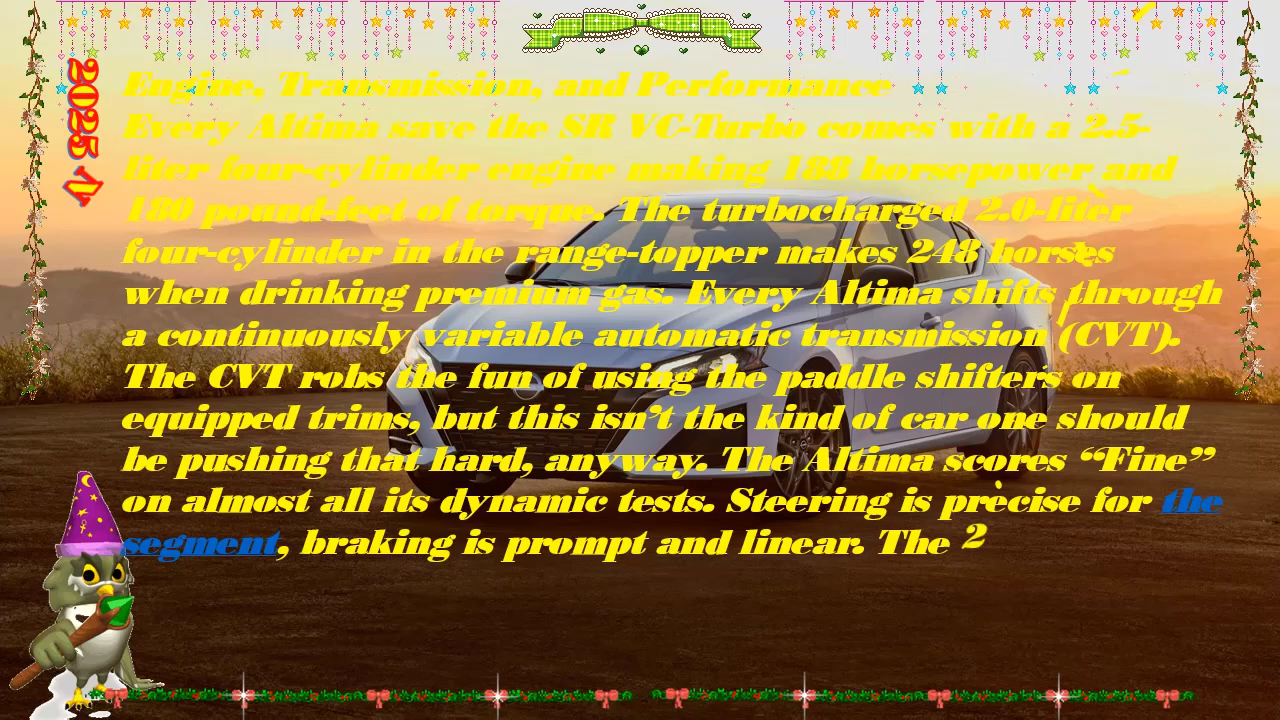 2025 N
Engine, Transmission, and Performance
Every Altima save the SR VC-Turbo comes with a 2.5-
liter four-cylinder engine making 188 horsepower and
180 pound-feet of torque. The turbocharged 2.0-liter
four-cylinder in the range-topper makes 248 horses
when drinking premium gas. Every Altima shifts through
a continuously variable automatic transmission (CVT).
The CVT robs the fun of using the paddle shifters on
equipped trims, but this isn’t the kind of car one should
be pushing that hard, anyway. The Altima scores “Fine”
on almost all its dynamic tests. Steering is precise for the
segment, braking is prompt and linear. The 2